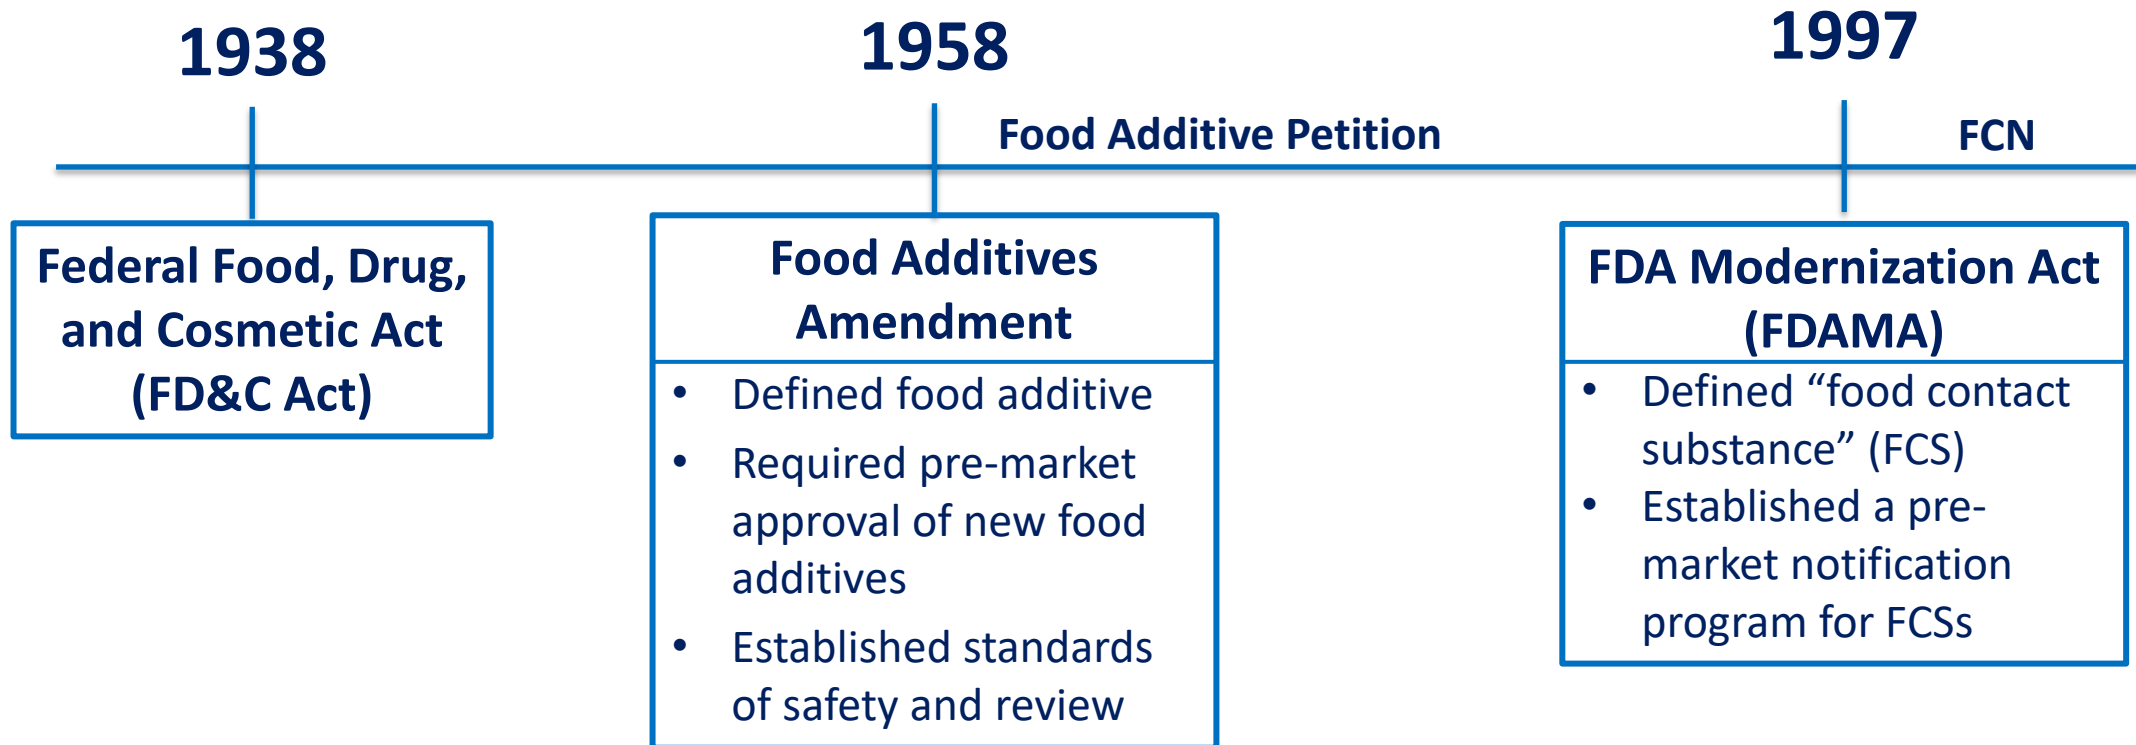 1938
1958
1997
Food Additive Petition
FCN
Federal Food, Drug,
and Cosmetic Act
(FD&C Act)
Food Additives
Amendment
• Defined food additive
• Required pre-market
approval of new food
additives
• Established standards
of safety and review
FDA Modernization Act
(FDAMA)
• Defined “food contact
substance” (FCS)
• Established a pre-
market notification
program for FCSs